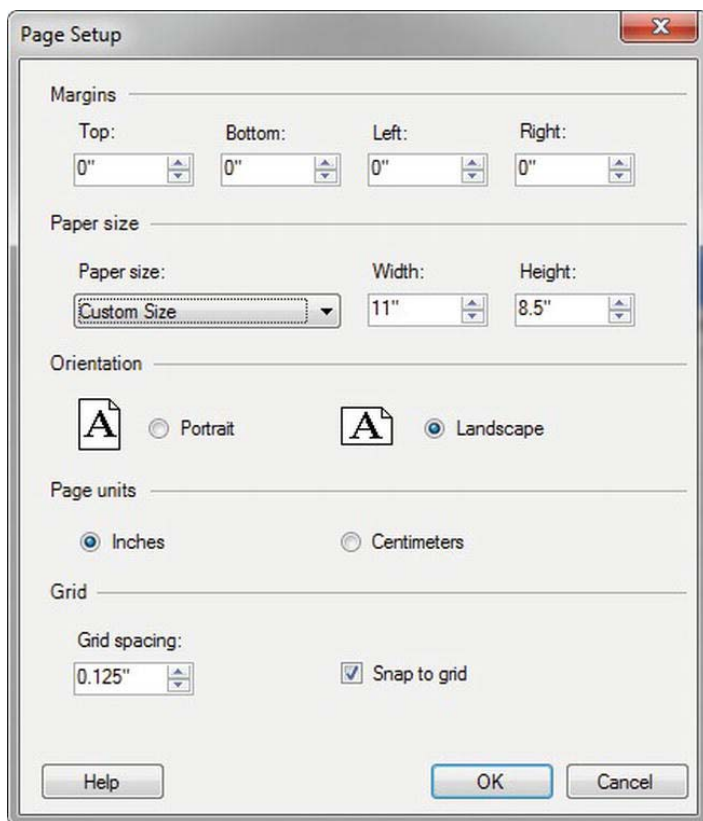 Page Setup
Margins
Top: Bottom: Left: Right:
0" 0" 0" 0"
Paper size
Paper size: Width: Height:
Custom Size 11" 8.5"
Orientation
A Portrait A Landscape
Page units
Inches Centimeters
Grid
Grid spacing:
0.125" Snap to grid
Help OK Cancel